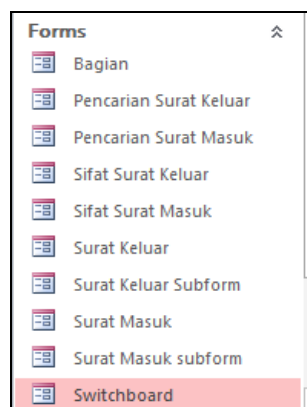 Forms
Bagian
Pencarian Surat Keluar
Pencarian Surat Masuk
Sifat Surat Keluar
Sifat Surat Masuk
Surat Keluar
Surat Keluar Subform
Surat Masuk
Surat Masuk subform
Switchboard